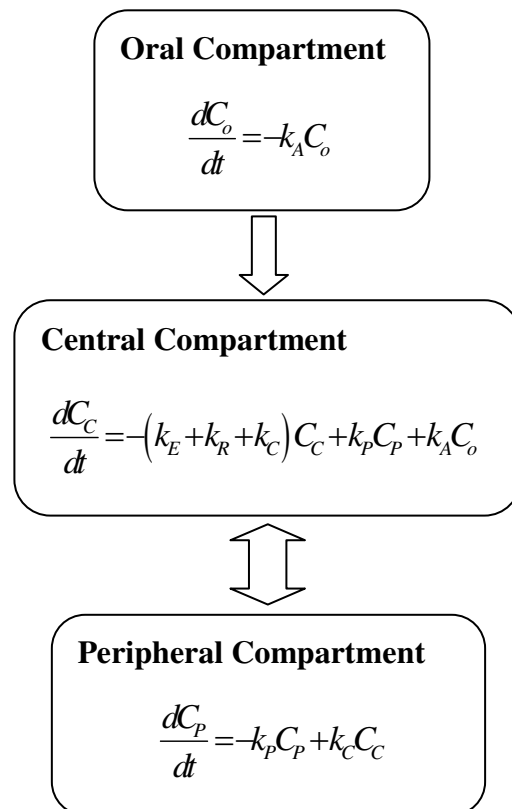 Oral Compartment
dC_o/dt = -k_A C_o
Central Compartment
dC_C/dt = -(k_E + k_R + k_C) C_C + k_P C_P + k_A C_o
Peripheral Compartment
dC_P/dt = -k_P C_P + k_C C_C